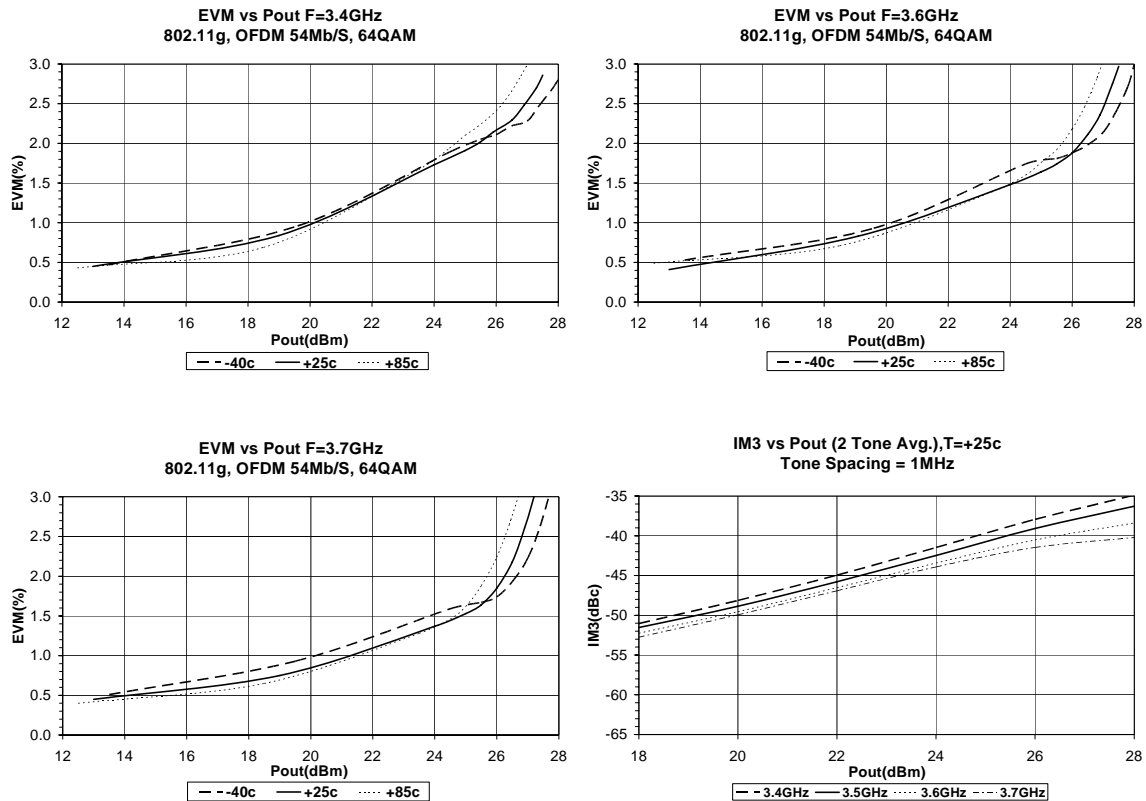 EVM vs Pout F=3.4GHz
802.11g, OFDM 54Mb/S, 64QAM
3.0
2.5
2.0
1.5
1.0
0.5
0.0
EVM(%)
12 14 16 18 20 22 24 26 28
Pout(dBm)
-40c +25c +85c
EVM vs Pout F=3.6GHz
802.11g, OFDM 54Mb/S, 64QAM
3.0
2.5
2.0
1.5
1.0
0.5
0.0
EVM(%)
12 14 16 18 20 22 24 26 28
Pout(dBm)
-40c +25c +85c
EVM vs Pout F=3.7GHz
802.11g, OFDM 54Mb/S, 64QAM
3.0
2.5
2.0
1.5
1.0
0.5
0.0
EVM(%)
12 14 16 18 20 22 24 26 28
Pout(dBm)
-40c +25c +85c
IM3 vs Pout (2 Tone Avg.),T=+25c
Tone Spacing = 1MHz
-35
-40
-45
-50
-55
-60
-65
IM3(dBc)
18 20 22 24 26 28
Pout(dBm)
3.4GHz 3.5GHz 3.6GHz 3.7GHz